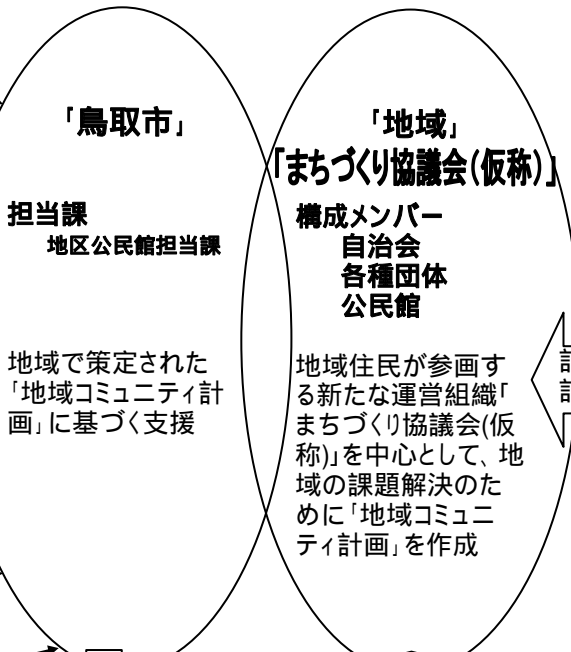 「鳥取市」
担当課
地区公民館担当課
地域で策定された
「地域コミュニティ計
画」に基づく支援
「地域」
「まちづくり協議会(仮称)」
構成メンバー
自治会
各種団体
公民館
地域住民が参画す
る新たな運営組織「
まちづくり協議会(仮
称)」を中心として、地
域の課題解決のた
めに「地域コミュニ
ティ計画」を作成